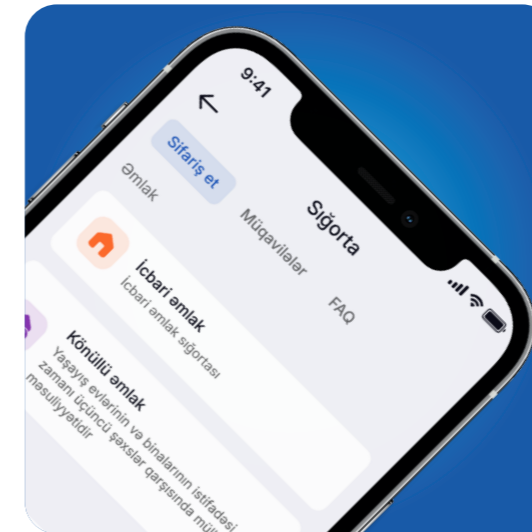 9:41
Sığorta
Sifariş et
Müqavilələr
FAQ
Əmlak
İcbari əmlak
İcbari əmlak sığortası
Könüllü əmlak
Yaşayış evlərinin və binalarının istifadəsi
zamanı üçüncü şəxslər qarşısında
məsuliyyətidir